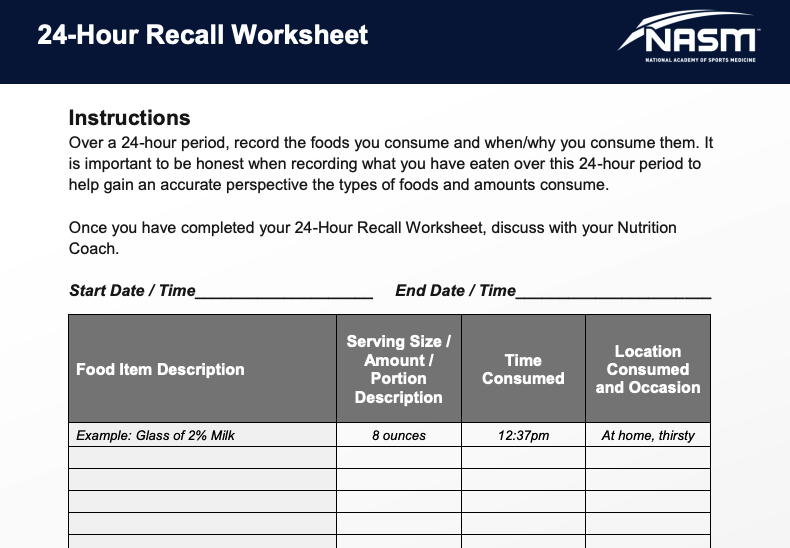 24-Hour Recall Worksheet
NASM™
NATIONAL ACADEMY OF SPORTS MEDICINE
Instructions
Over a 24-hour period, record the foods you consume and when/why you consume them. It
is important to be honest when recording what you have eaten over this 24-hour period to
help gain an accurate perspective the types of foods and amounts consume.
Once you have completed your 24-Hour Recall Worksheet, discuss with your Nutrition
Coach.
Start Date / Time____________________ End Date / Time______________________
Food Item Description
Serving Size /
Amount /
Portion
Description
Time
Consumed
Location
Consumed
and Occasion
Example: Glass of 2% Milk 8 ounces 12:37pm At home, thirsty